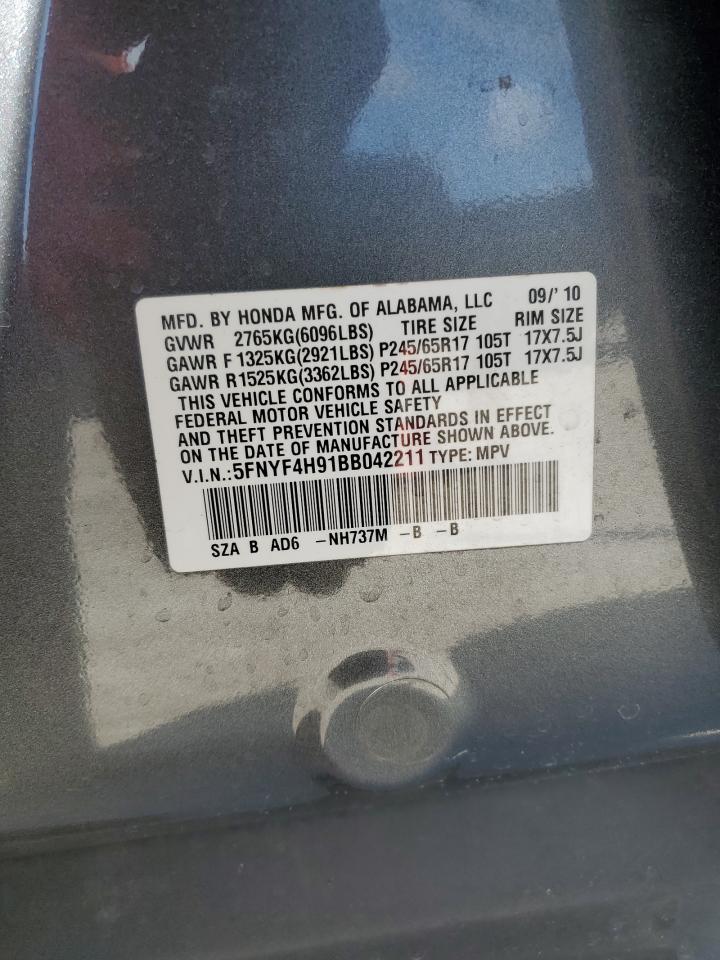 MFD. BY HONDA MFG. OF ALABAMA, LLC 09/'10
GVWR 2765KG(6096LBS) TIRE SIZE RIM SIZE
GAWR F 1325KG(2921LBS) P245/65R17 105T 17X7.5J
GAWR R1525KG(3362LBS) P245/65R17 105T 17X7.5J
THIS VEHICLE CONFORMS TO ALL APPLICABLE
FEDERAL MOTOR VEHICLE SAFETY
AND THEFT PREVENTION STANDARDS IN EFFECT
ON THE DATE OF MANUFACTURE SHOWN ABOVE.
V.I.N.:5FNYF4H91BB042211 TYPE: MPV
SZA B AD6 -NH737M -B -B